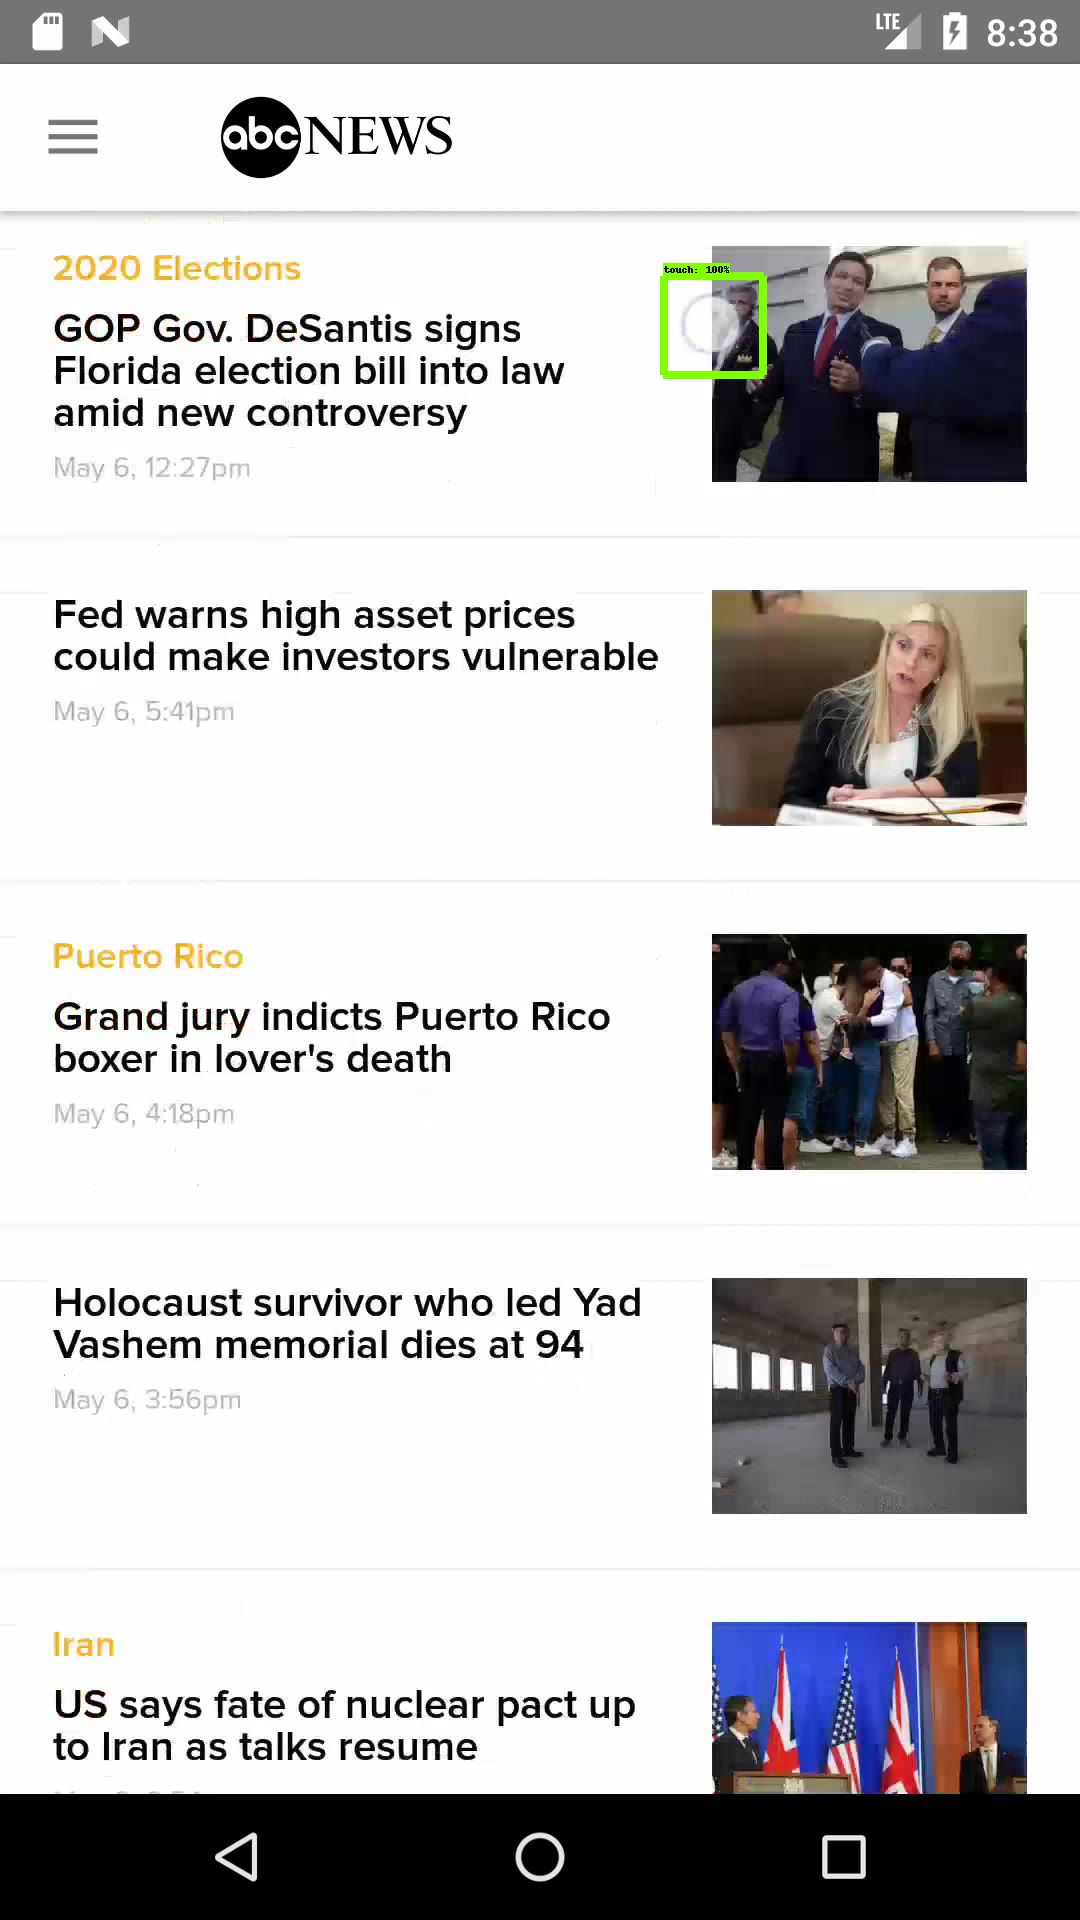 LTE 8:38
abc NEWS
2020 Elections
touch: 100%
GOP Gov. DeSantis signs
Florida election bill into law
amid new controversy
May 6, 12:27pm
Fed warns high asset prices
could make investors vulnerable
May 6, 5:41pm
Puerto Rico
Grand jury indicts Puerto Rico
boxer in lover's death
May 6, 4:18pm
Holocaust survivor who led Yad
Vashem memorial dies at 94
May 6, 3:56pm
Iran
US says fate of nuclear pact up
to Iran as talks resume